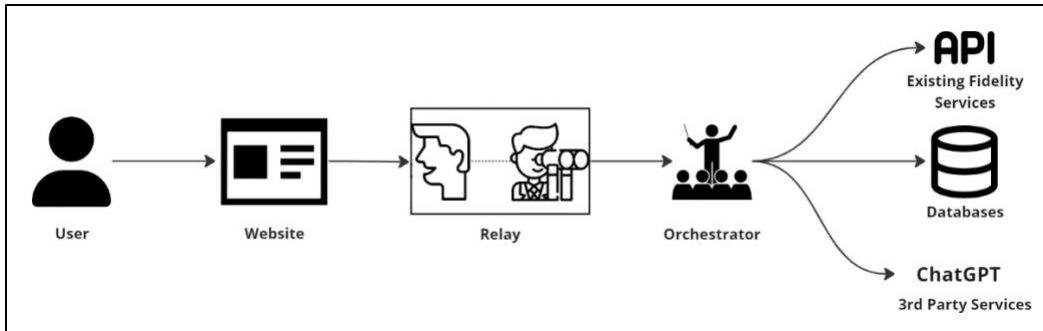 API
Existing Fidelity
Services
User
Website
Relay
Orchestrator
Databases
ChatGPT
3rd Party Services